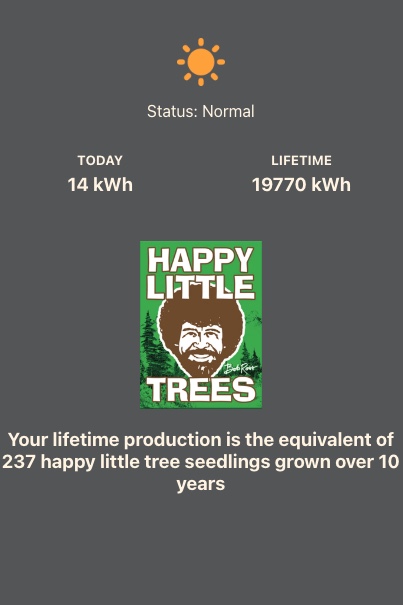 Status: Normal
TODAY LIFETIME
14 kWh 19770 kWh
HAPPY
LITTLE
Bob Ross
TREES
Your lifetime production is the equivalent of
237 happy little tree seedlings grown over 10
years